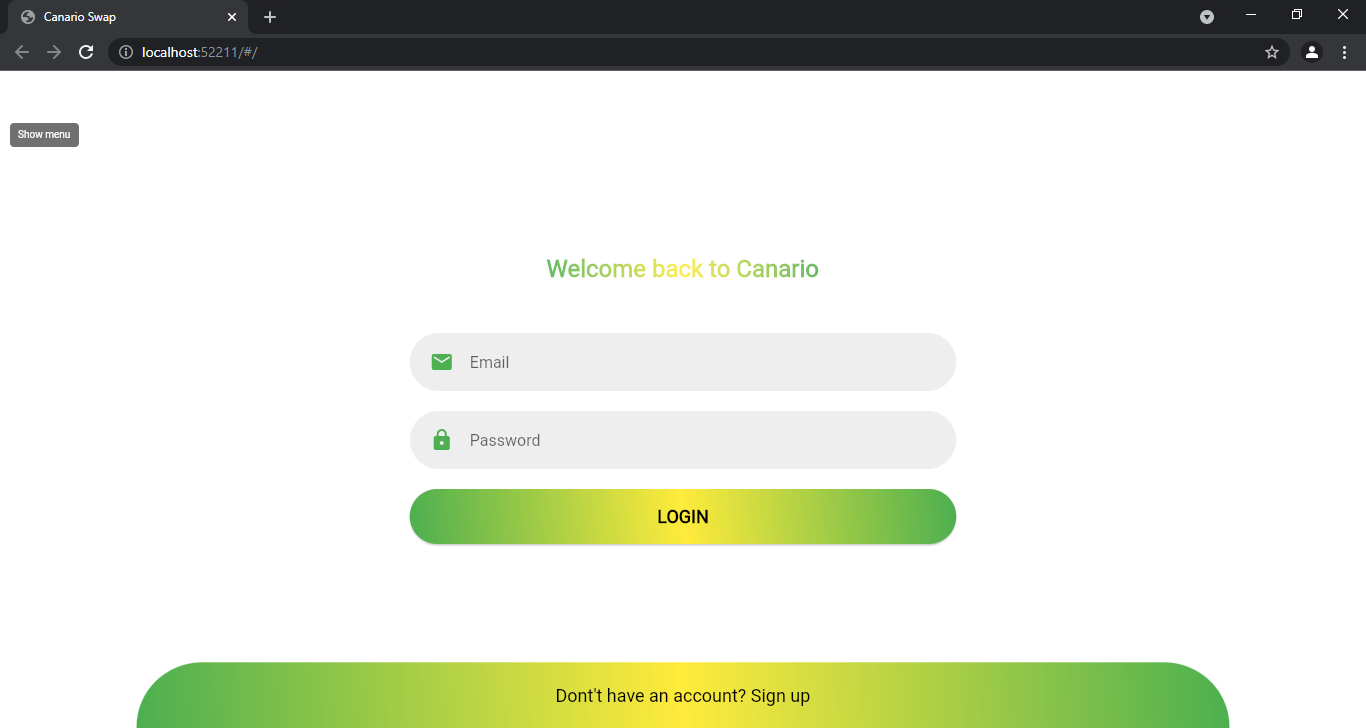 Canario Swap
localhost:52211/#/
Show menu
Welcome back to Canario
Email
Password
LOGIN
Dont't have an account? Sign up